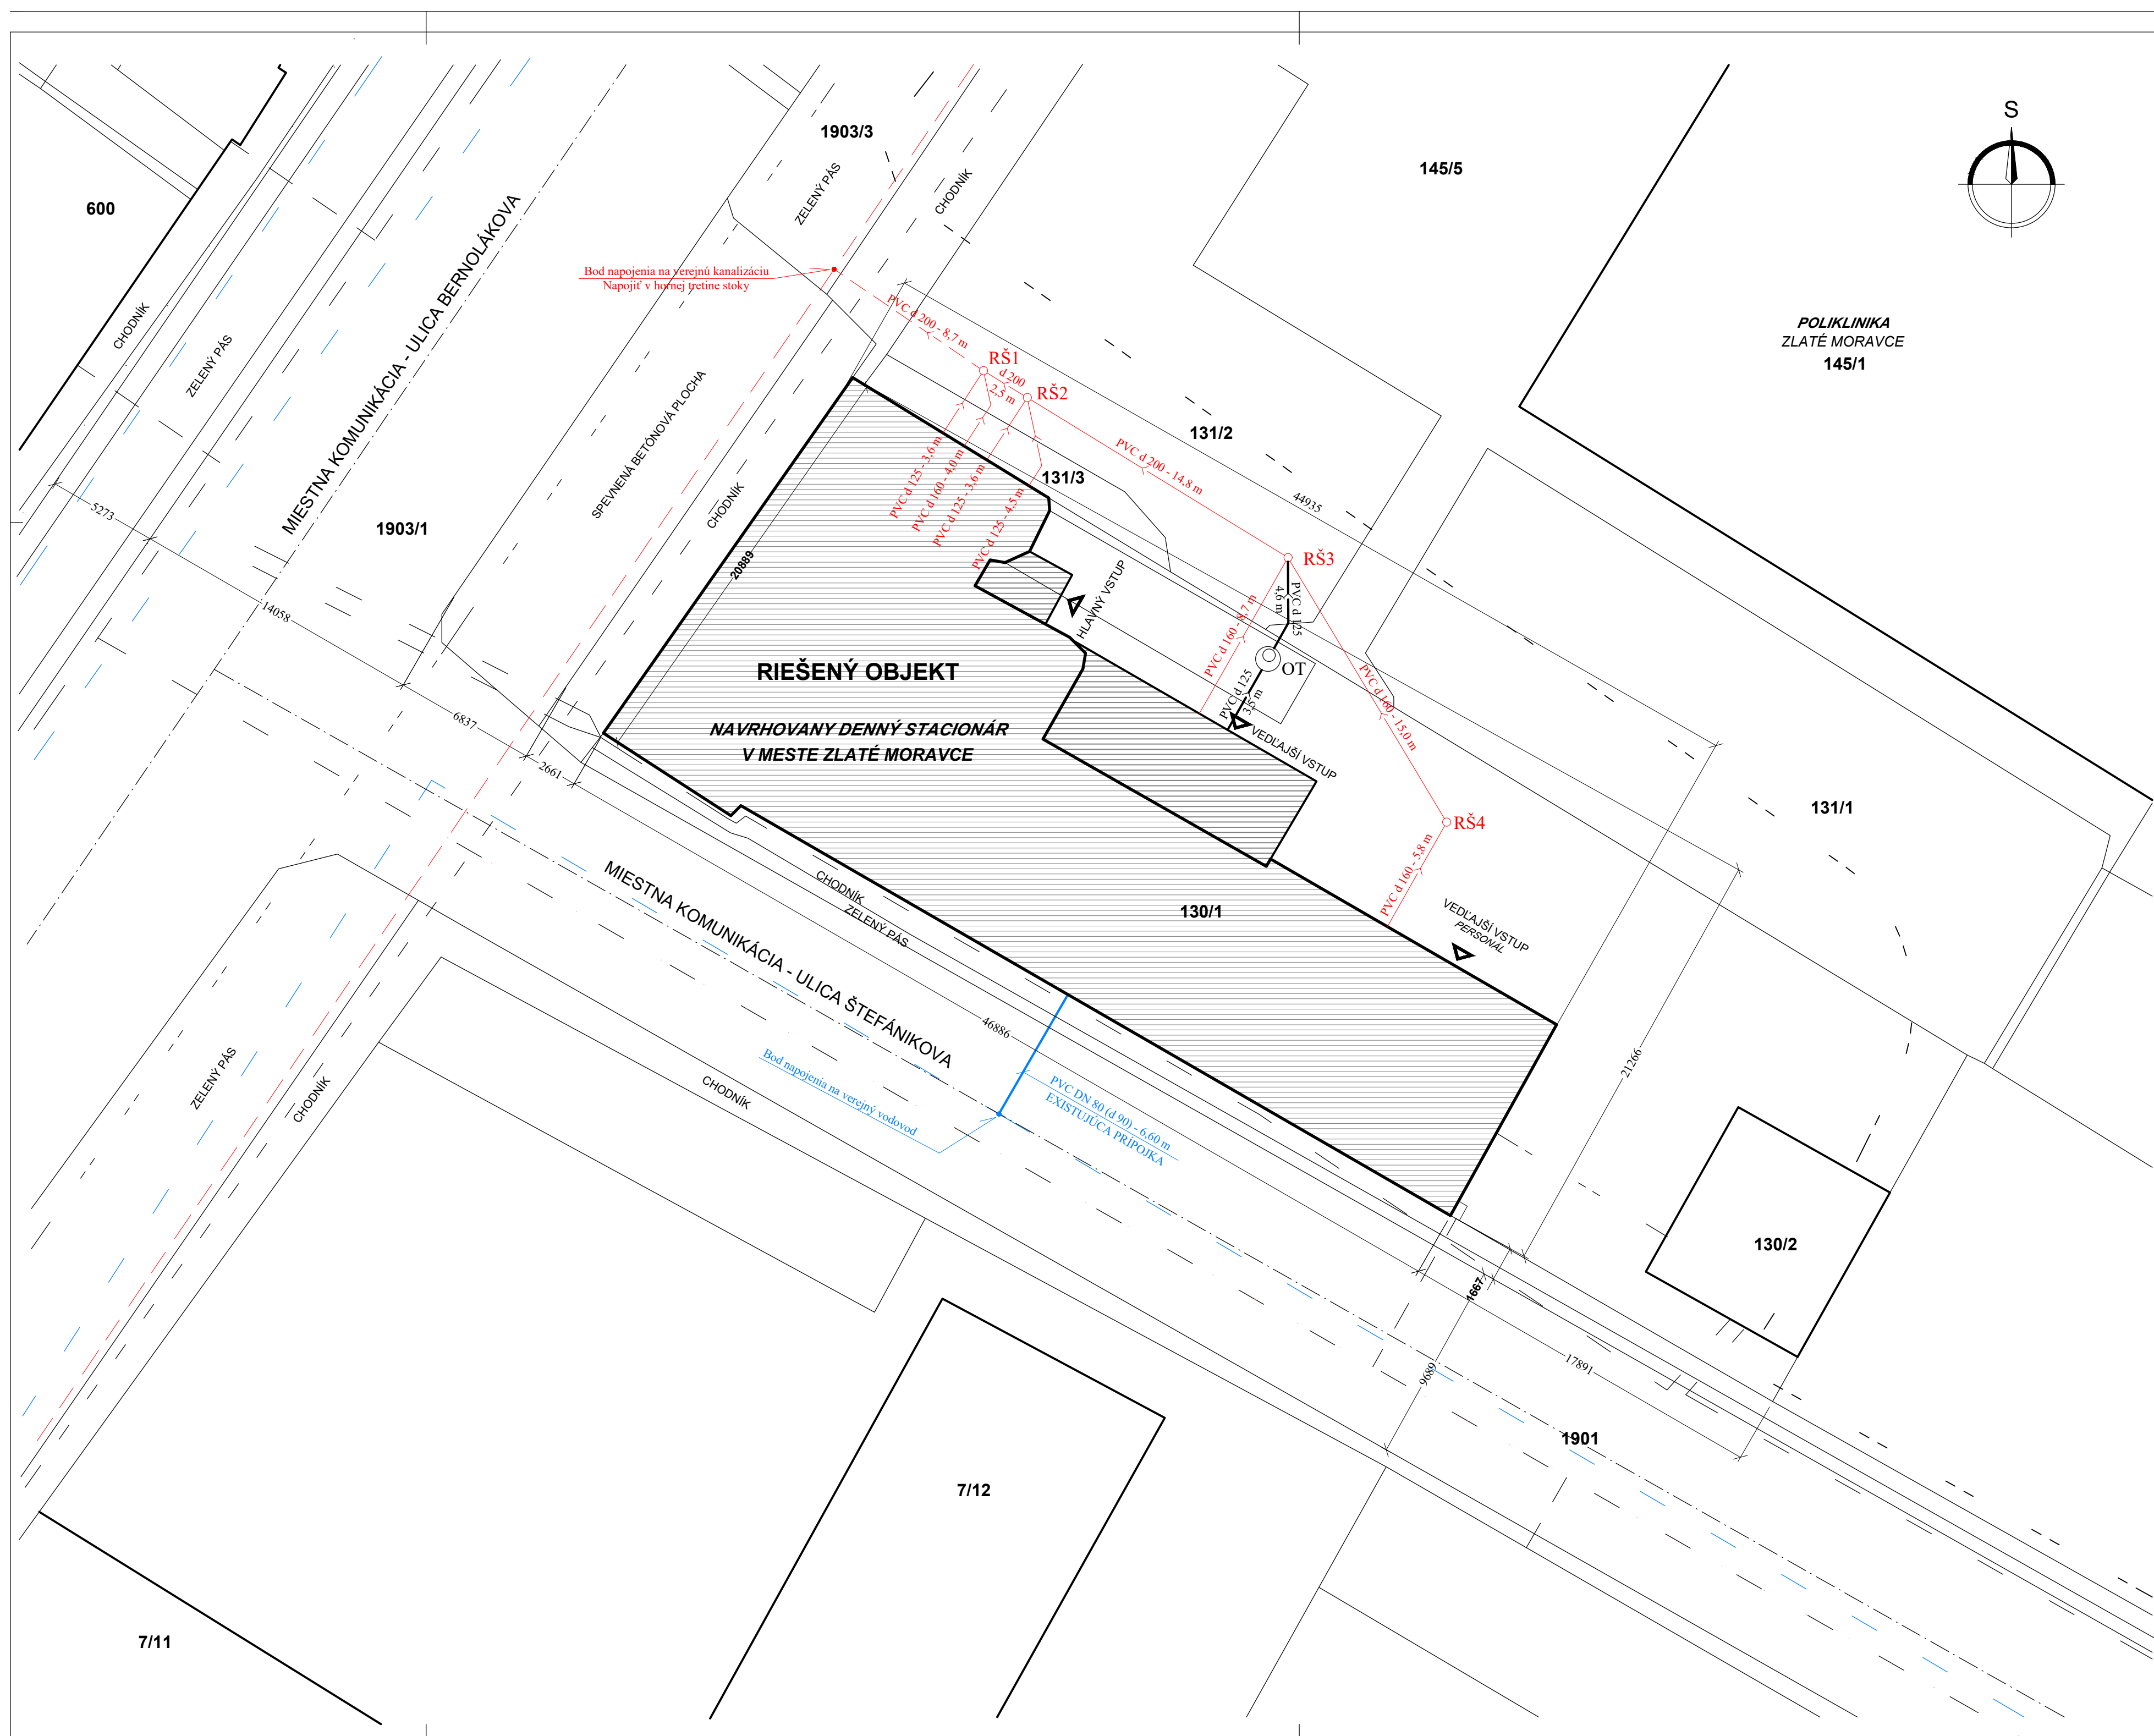 S
1903/3
145/5
600
ZELENÝ PÁS
CHODNÍK
MIESTNA KOMUNIKÁCIA - ULICA BERNOLÁKOVA
Bod napojenia na verejnú kanalizáciu
Napojiť v hornej tretine stoky
PVC d 200 - 8,7 m
POLIKLINIKA
ZLATÉ MORAVCE
145/1
CHODNÍK
ZELENÝ PÁS
RŠ1
d 200
2,5 m
RŠ2
SPEVNENÁ BETÓNOVÁ PLOCHA
131/2
PVC d 200 - 14,8 m
131/3
44935
CHODNÍK
PVC d 125 - 3,6 m
PVC d 160 - 4,0 m
PVC d 125 - 3,6 m
PVC d 125 - 4,5 m
5273
1903/1
20889
RŠ3
HLAVNÝ VSTUP
14058
PVC d 160 - 8,7 m
PVC d 125
4,6 m
OT
RIEŠENÝ OBJEKT
PVC d 125
3,5 m
PVC d 160 - 15,0 m
6837
NAVRHOVANY DENNÝ STACIONÁR
V MESTE ZLATÉ MORAVCE
VEDĽAJŠÍ VSTUP
2661
131/1
RŠ4
MIESTNA KOMUNIKÁCIA - ULICA ŠTEFÁNIKOVA
CHODNÍK
ZELENÝ PÁS
130/1
PVC d 160 - 5,8 m
VEDĽAJŠÍ VSTUP
PERSONÁL
46886
21266
ZELENÝ PÁS
CHODNÍK
CHODNÍK
Bod napojenia na verejný vodovod
PVC DN 80 (d 90) - 6,60 m
EXISTUJÚCA PRÍPOJKA
130/2
1667
9689
17891
1901
7/12
7/11